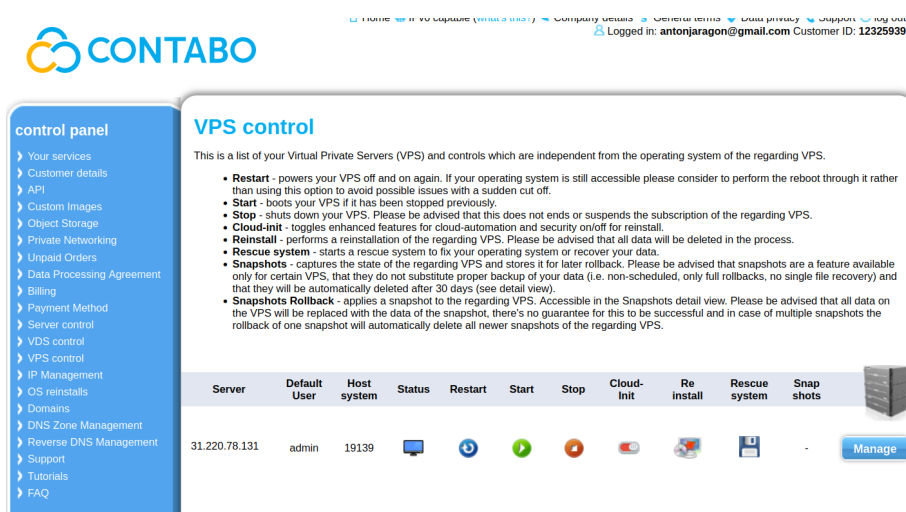 Home IPv6 capable (what's this?) Company details General terms Data privacy Support log out
Logged in: antonjaragon@gmail.com Customer ID: 12325939
CONTABO
control panel
Your services
Customer details
API
Custom Images
Object Storage
Private Networking
Unpaid Orders
Data Processing Agreement
Billing
Payment Method
Server control
VDS control
VPS control
IP Management
OS reinstalls
Domains
DNS Zone Management
Reverse DNS Management
Support
Tutorials
FAQ
VPS control
This is a list of your Virtual Private Servers (VPS) and controls which are independent from the operating system of the regarding VPS.
• Restart - powers your VPS off and on again. If your operating system is still accessible please consider to perform the reboot through it rather
than using this option to avoid possible issues with a sudden cut off.
• Start - boots your VPS if it has been stopped previously.
• Stop - shuts down your VPS. Please be advised that this does not ends or suspends the subscription of the regarding VPS.
• Cloud-init - toggles enhanced features for cloud-automation and security on/off for reinstall.
• Reinstall - performs a reinstallation of the regarding VPS. Please be advised that all data will be deleted in the process.
• Rescue system - starts a rescue system to fix your operating system or recover your data.
• Snapshots - captures the state of the regarding VPS and stores it for later rollback. Please be advised that snapshots are a feature available
only for certain VPS, that they do not substitute proper backup of your data (i.e. non-scheduled, only full rollbacks, no single file recovery) and
that they will be automatically deleted after 30 days (see detail view).
• Snapshots Rollback - applies a snapshot to the regarding VPS. Accessible in the Snapshots detail view. Please be advised that all data on
the VPS will be replaced with the data of the snapshot, there's no guarantee for this to be successful and in case of multiple snapshots the
rollback of one snapshot will automatically delete all newer snapshots of the regarding VPS.
Server Default User Host system Status Restart Start Stop Cloud-Init Re install Rescue system Snap shots
31.220.78.131 admin 19139 - Manage